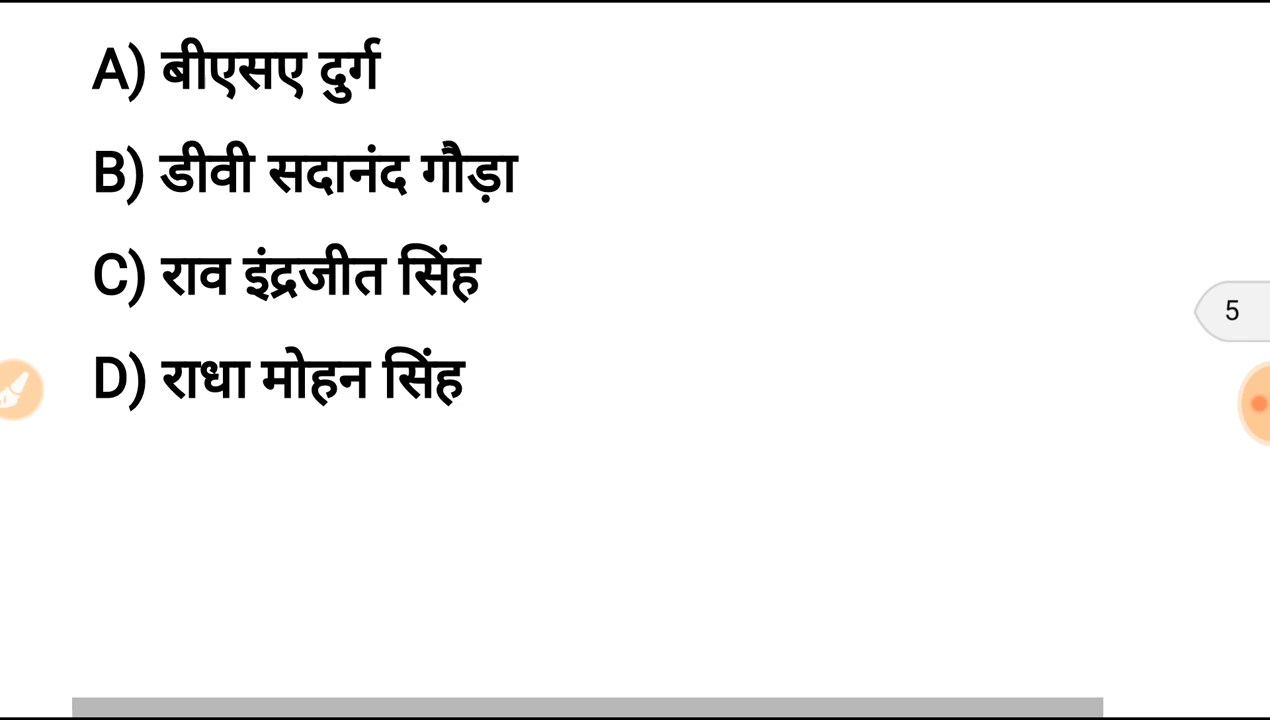 A) बीएसए दुर्ग
B) डीवी सदानंद गौड़ा
C) राव इंद्रजीत सिंह
5
D) राधा मोहन सिंह